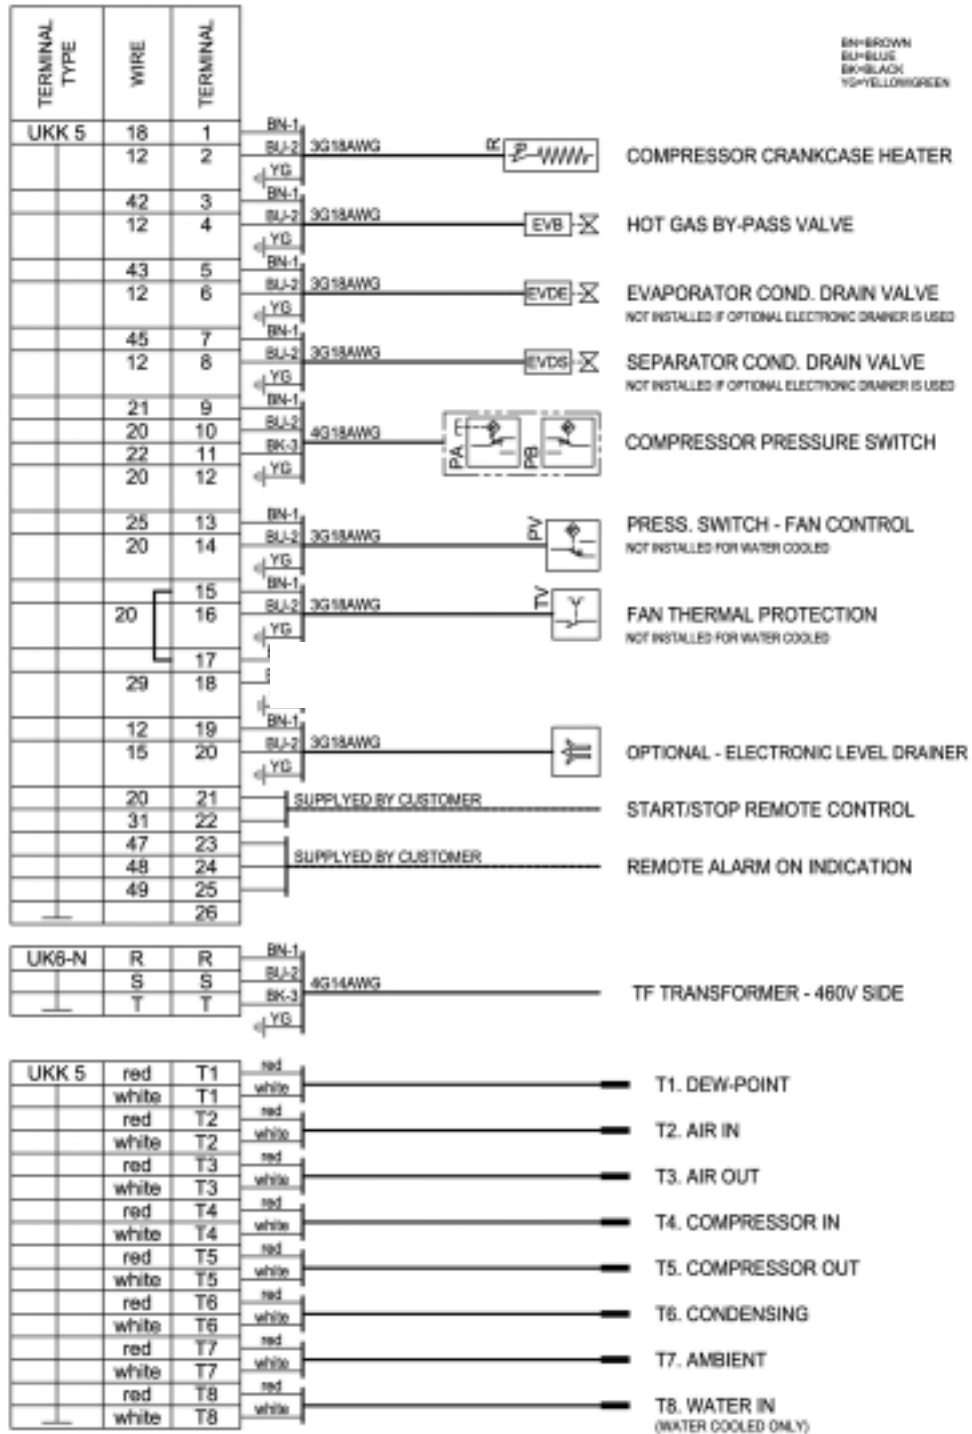 TERMINAL TYPE WIRE TERMINAL
BN=BROWN
BU=BLUE
BK=BLACK
YG=YELLOW/GREEN
UKK 5 18 1 BN-1
12 2 BU-2 3G18AWG R COMPRESSOR CRANKCASE HEATER
YG
42 3 BN-1
12 4 BU-2 3G18AWG EVB HOT GAS BY-PASS VALVE
YG
43 5 BN-1
12 6 BU-2 3G18AWG EVDE EVAPORATOR COND. DRAIN VALVE
YG NOT INSTALLED IF OPTIONAL ELECTRONIC DRAINER IS USED
45 7 BN-1
12 8 BU-2 3G18AWG EVDS SEPARATOR COND. DRAIN VALVE
YG NOT INSTALLED IF OPTIONAL ELECTRONIC DRAINER IS USED
21 9 BN-1
20 10 BU-2 4G18AWG PA PB COMPRESSOR PRESSURE SWITCH
22 11 BK-3
20 12 YG
25 13 BN-1 PV PRESS. SWITCH - FAN CONTROL
20 14 BU-2 3G18AWG NOT INSTALLED FOR WATER COOLED
YG
15 BN-1
20 16 BU-2 3G18AWG TV FAN THERMAL PROTECTION
YG NOT INSTALLED FOR WATER COOLED
17
29 18
12 19 BN-1
15 20 BU-2 3G18AWG OPTIONAL - ELECTRONIC LEVEL DRAINER
YG
20 21 SUPPLYED BY CUSTOMER START/STOP REMOTE CONTROL
31 22
47 23
48 24 SUPPLYED BY CUSTOMER REMOTE ALARM ON INDICATION
49 25
26
UK6-N R R BN-1
S S BU-2 4G14AWG TF TRANSFORMER - 460V SIDE
T T BK-3
YG
UKK 5 red T1 red
white T1 white T1. DEW-POINT
red T2 red
white T2 white T2. AIR IN
red T3 red
white T3 white T3. AIR OUT
red T4 red
white T4 white T4. COMPRESSOR IN
red T5 red
white T5 white T5. COMPRESSOR OUT
red T6 red
white T6 white T6. CONDENSING
red T7 red
white T7 white T7. AMBIENT
red T8 red
white T8 white T8. WATER IN
(WATER COOLED ONLY)